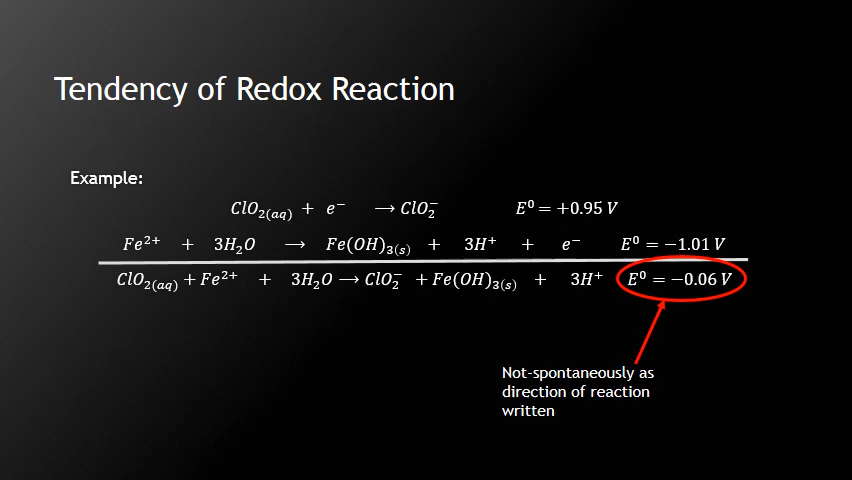 Tendency of Redox Reaction
Example:
ClO₂₍aq₎ + e⁻ ⟶ ClO₂⁻ E⁰ = +0.95 V
Fe²⁺ + 3H₂O ⟶ Fe(OH)₃₍s₎ + 3H⁺ + e⁻ E⁰ = −1.01 V
ClO₂₍aq₎ + Fe²⁺ + 3H₂O ⟶ ClO₂⁻ + Fe(OH)₃₍s₎ + 3H⁺ E⁰ = −0.06 V
Not-spontaneously as
direction of reaction
written